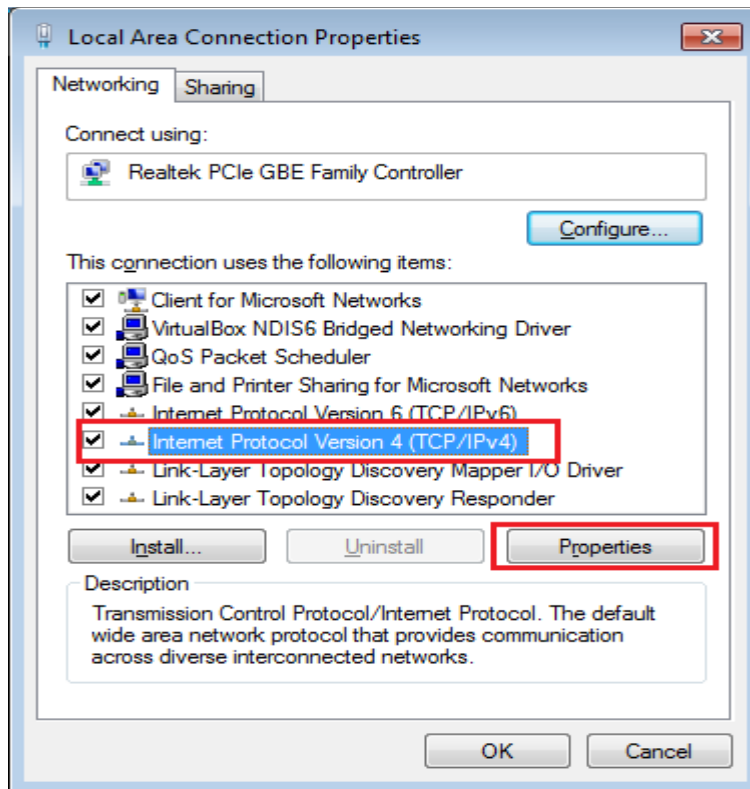 Local Area Connection Properties
Networking
Sharing
Connect using:
Realtek PCIe GBE Family Controller
Configure...
This connection uses the following items:
Client for Microsoft Networks
VirtualBox NDIS6 Bridged Networking Driver
QoS Packet Scheduler
File and Printer Sharing for Microsoft Networks
Internet Protocol Version 6 (TCP/IPv6)
Internet Protocol Version 4 (TCP/IPv4)
Link-Layer Topology Discovery Mapper I/O Driver
Link-Layer Topology Discovery Responder
Install...
Uninstall
Properties
Description
Transmission Control Protocol/Internet Protocol. The default
wide area network protocol that provides communication
across diverse interconnected networks.
OK
Cancel